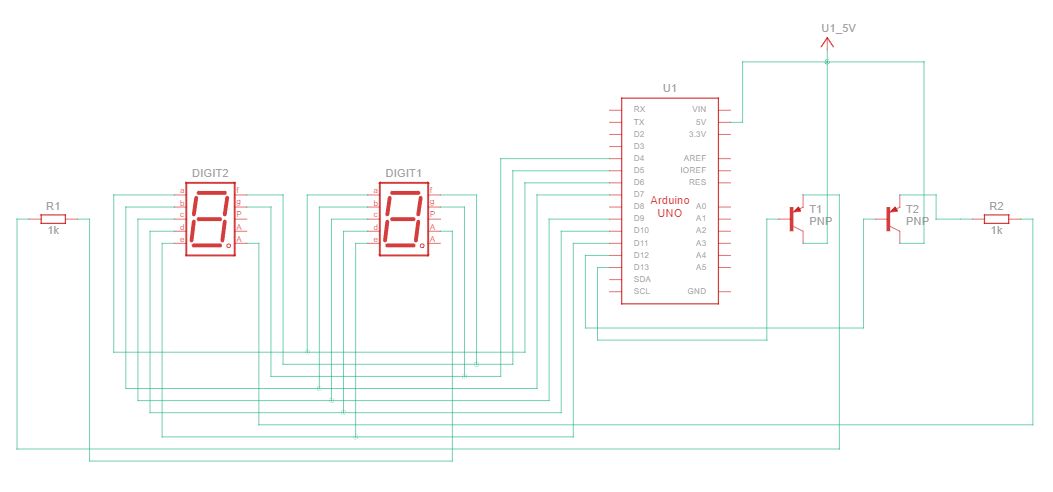 U1_5V
U1
RX VIN
TX 5V
D2 3.3V
D3
D4 AREF
D5 IOREF
D6 RES
D7
D8 A0
D9 A1
D10 A2
D11 A3
D12 A4
D13 A5
SDA
SCL GND
Arduino
UNO
DIGIT2
a f
b g
c P
d A
e A
DIGIT1
a f
b g
c P
d A
e A
R1
1k
T1
PNP
T2
PNP
R2
1k